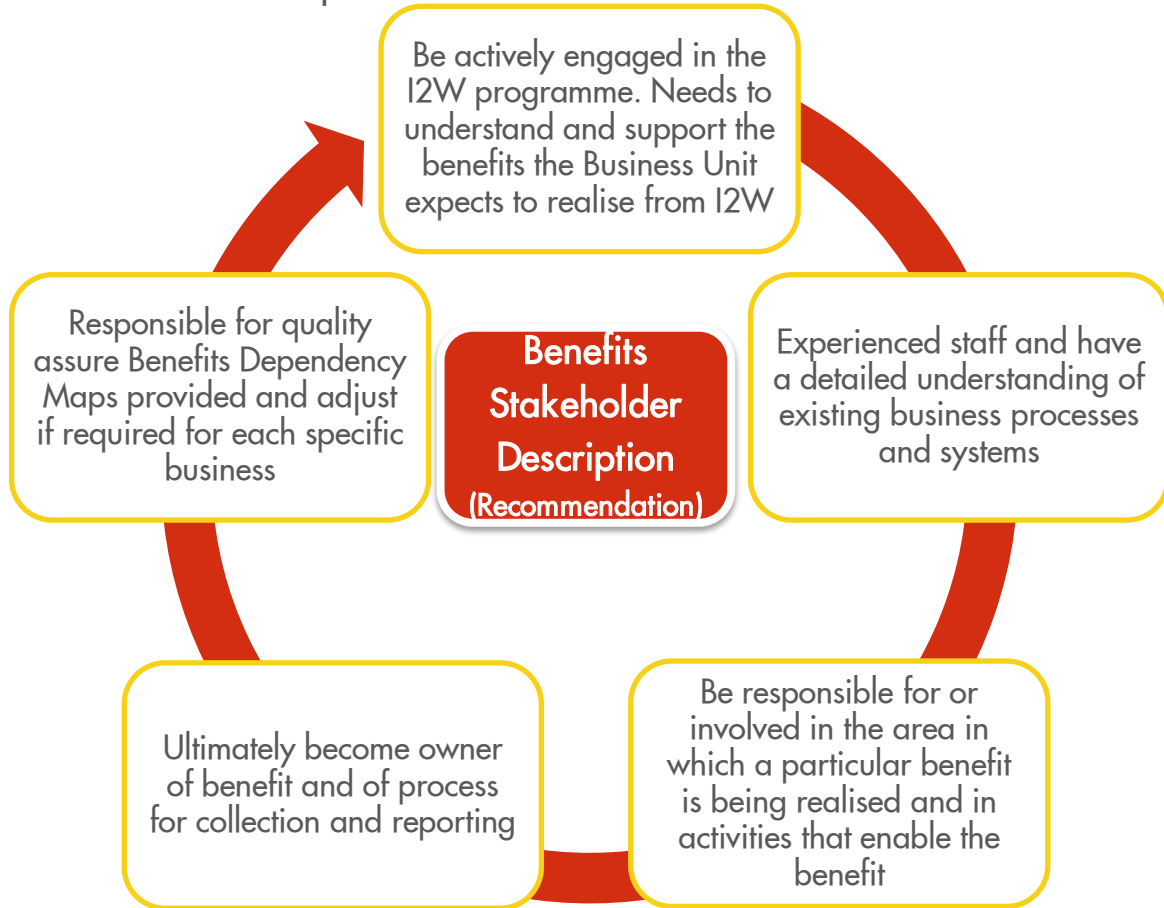 Be actively engaged in the
I2W programme. Needs to
understand and support the
benefits the Business Unit
expects to realise from I2W
Experienced staff and have
a detailed understanding of
existing business processes
and systems
Be responsible for or
involved in the area in
which a particular benefit
is being realised and in
activities that enable the
benefit
Ultimately become owner
of benefit and of process
for collection and reporting
Responsible for quality
assure Benefits Dependency
Maps provided and adjust
if required for each specific
business
Benefits
Stakeholder
Description
(Recommendation)